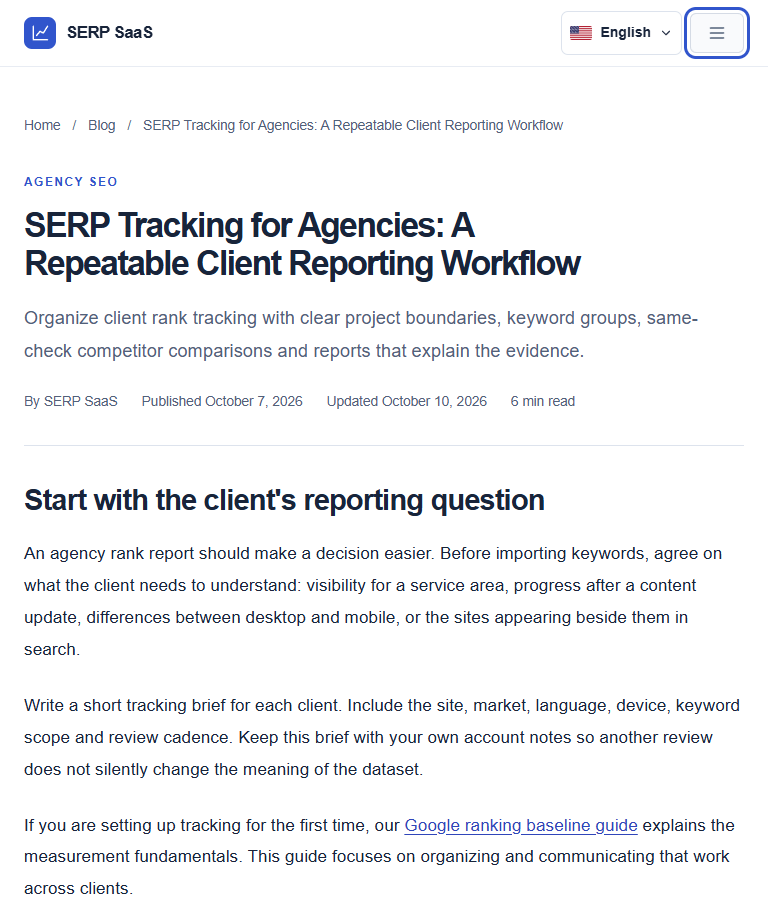 SERP SaaS
English
Home / Blog / SERP Tracking for Agencies: A Repeatable Client Reporting Workflow
AGENCY SEO
SERP Tracking for Agencies: A
Repeatable Client Reporting Workflow
Organize client rank tracking with clear project boundaries, keyword groups, same-
check competitor comparisons and reports that explain the evidence.
By SERP SaaS Published October 7, 2026 Updated October 10, 2026 6 min read
Start with the client's reporting question
An agency rank report should make a decision easier. Before importing keywords, agree on
what the client needs to understand: visibility for a service area, progress after a content
update, differences between desktop and mobile, or the sites appearing beside them in
search.
Write a short tracking brief for each client. Include the site, market, language, device, keyword
scope and review cadence. Keep this brief with your own account notes so another review
does not silently change the meaning of the dataset.
If you are setting up tracking for the first time, our Google ranking baseline guide explains the
measurement fundamentals. This guide focuses on organizing and communicating that work
across clients.